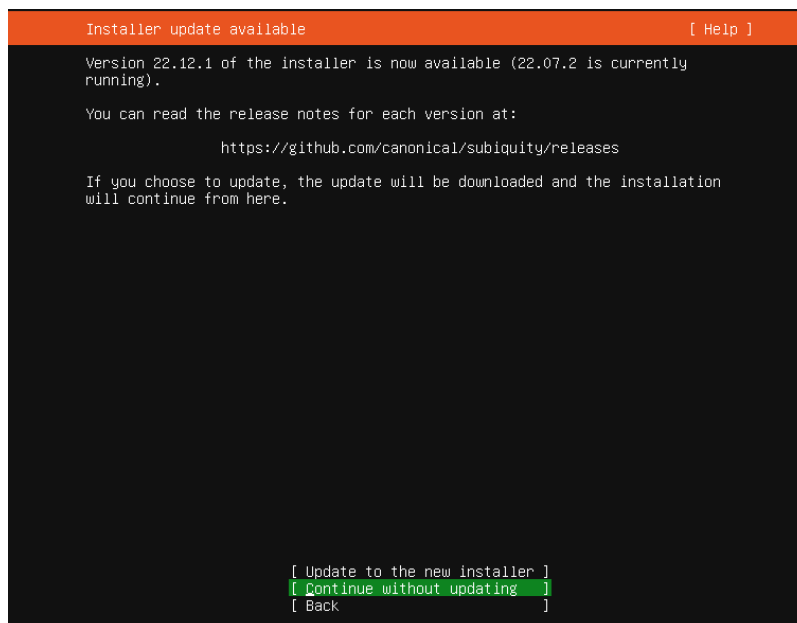 Installer update available [ Help ]
Version 22.12.1 of the installer is now available (22.07.2 is currently
running).
You can read the release notes for each version at:
https://github.com/canonical/subiquity/releases
If you choose to update, the update will be downloaded and the installation
will continue from here.
[ Update to the new installer ]
[ Continue without updating ]
[ Back ]